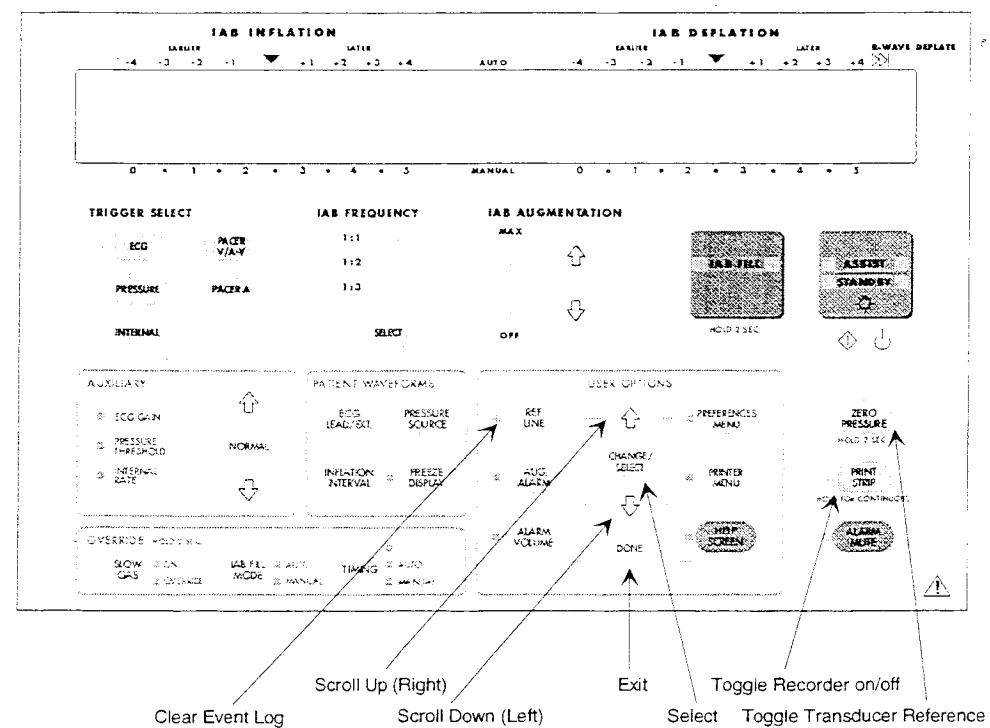 IAB INFLATION
IAB DEFLATION
EARLIER LATER
EARLIER LATER R-WAVE DEFLATE
-4 -3 -2 -1 +1 +2 +3 +4 AUTO -4 -3 -2 -1 +1 +2 +3 +4
0 • 1 • 2 • 3 • 4 • 5 MANUAL 0 • 1 • 2 • 3 • 4 • 5
TRIGGER SELECT
ECG
PACER
V/A-V
PRESSURE
PACER A
INTERNAL
IAB FREQUENCY
1:1
1:2
1:3
SELECT
IAB AUGMENTATION
MAX
OFF
IAB FILL
HOLD 2 SEC
ASSIST
STANDBY
AUXILIARY
ECG GAIN
PRESSURE
THRESHOLD
INTERNAL
RATE
NORMAL
PATIENT WAVEFORMS
ECG
LEAD/EXT.
PRESSURE
SOURCE
INFLATION
INTERVAL
FREEZE
DISPLAY
USER OPTIONS
REF
LINE
AUG.
ALARM
ALARM
VOLUME
CHANGE/
SELECT
DONE
PREFERENCES
MENU
PRINTER
MENU
HELP
SCREEN
ZERO
PRESSURE
HOLD 2 SEC
PRINT
STRIP
HOLD FOR CONTINUOUS
ALARM
MUTE
OVERRIDE HOLD 2 SEC
SLOW
GAS
ON
OVERRIDE
IAB FILL
MODE
AUTO
MANUAL
TIMING
AUTO
MANUAL
Scroll Up (Right)
Exit
Toggle Recorder on/off
Clear Event Log
Scroll Down (Left)
Select
Toggle Transducer Reference